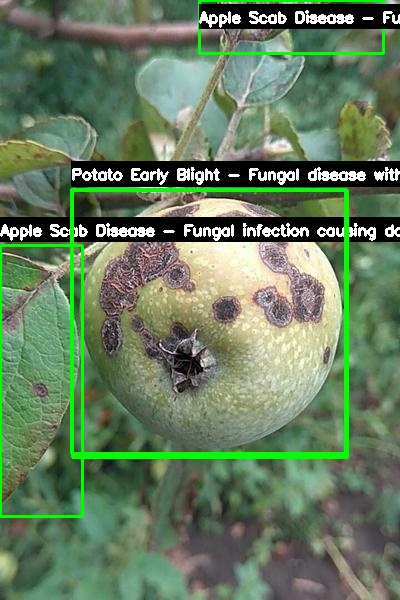 Apple Scab Disease – Fu
Potato Early Blight – Fungal disease with
Apple Scab Disease – Fungal infection causing da